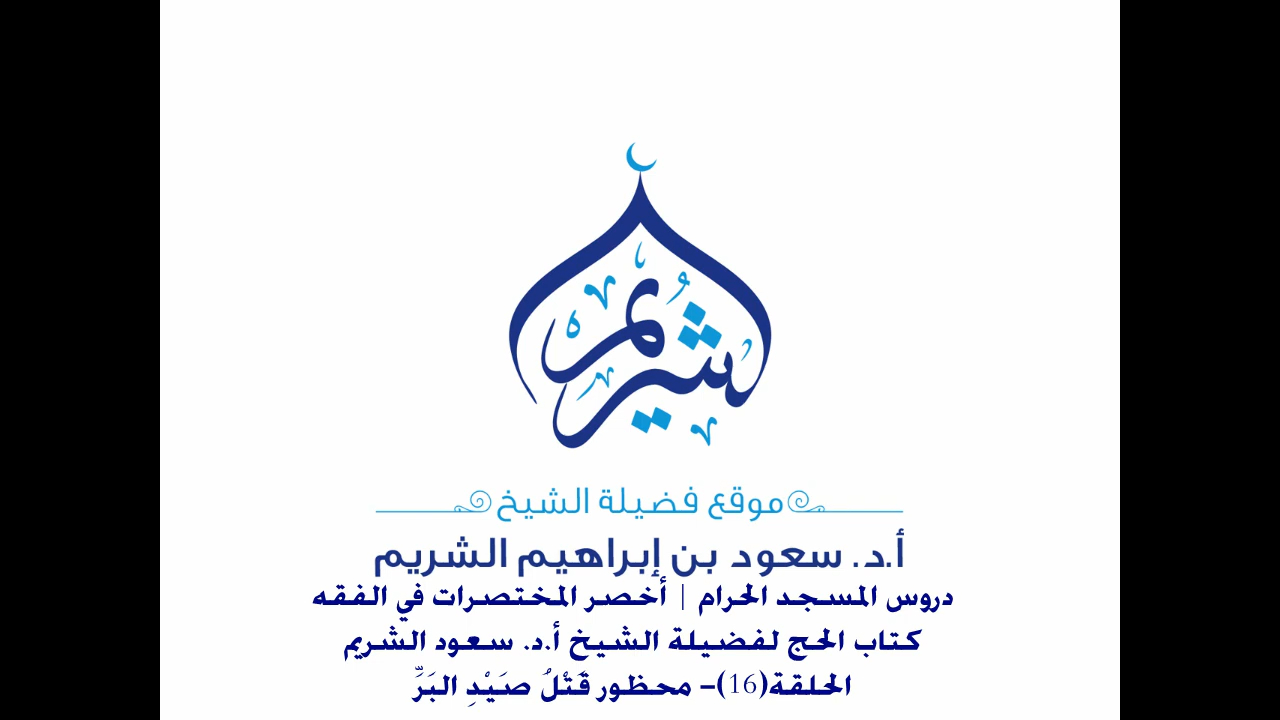 شريم
موقع فضيلة الشيخ
أ.د. سعود بن إبراهيم الشريم
دروس المسجد الحرام | أخصر المختصرات في الفقه
كتاب الحج لفضيلة الشيخ أ.د. سعود الشريم
الحلقة(16)- محظور قَتْلُ صَيْدِ البَرِّ